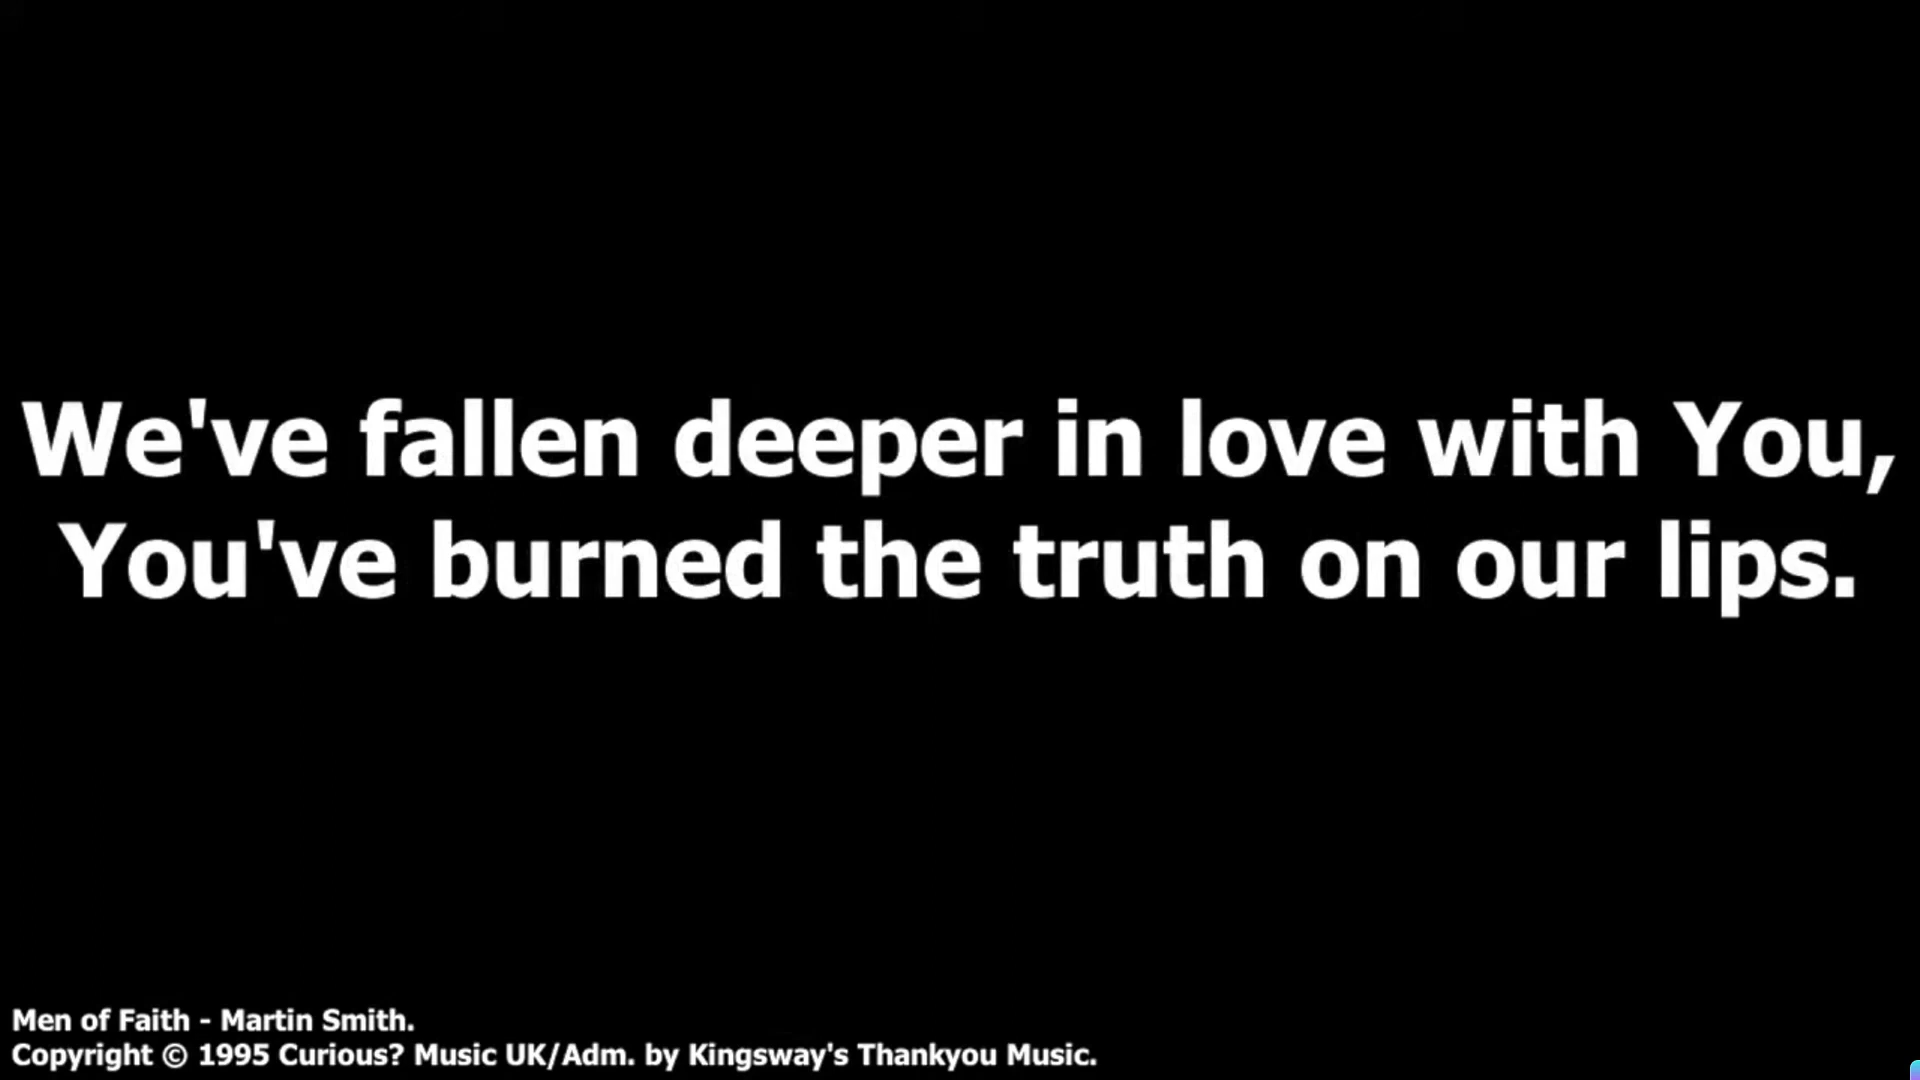 We've fallen deeper in love with You,
You've burned the truth on our lips.
Men of Faith - Martin Smith.
Copyright © 1995 Curious? Music UK/Adm. by Kingsway's Thankyou Music.